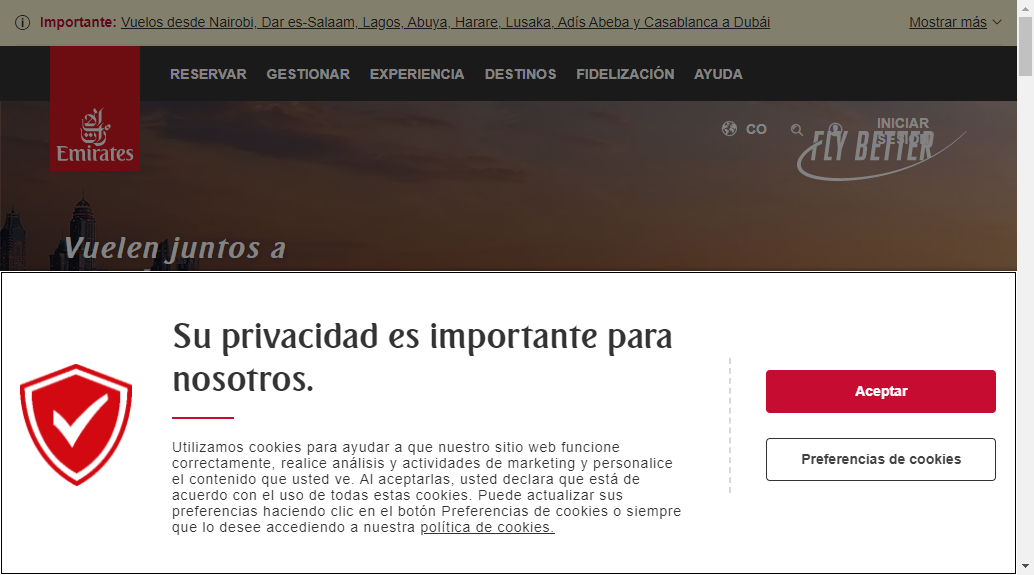 Importante: Vuelos desde Nairobi, Dar es-Salaam, Lagos, Abuya, Harare, Lusaka, Adís Abeba y Casablanca a Dubái
Mostrar más
RESERVAR GESTIONAR EXPERIENCIA DESTINOS FIDELIZACIÓN AYUDA
Emirates
CO
INICIAR
SESIÓN
FLY BETTER
Vuelen juntos a
Su privacidad es importante para
nosotros.
Utilizamos cookies para ayudar a que nuestro sitio web funcione
correctamente, realice análisis y actividades de marketing y personalice
el contenido que usted ve. Al aceptarlas, usted declara que está de
acuerdo con el uso de todas estas cookies. Puede actualizar sus
preferencias haciendo clic en el botón Preferencias de cookies o siempre
que lo desee accediendo a nuestra política de cookies.
Aceptar
Preferencias de cookies